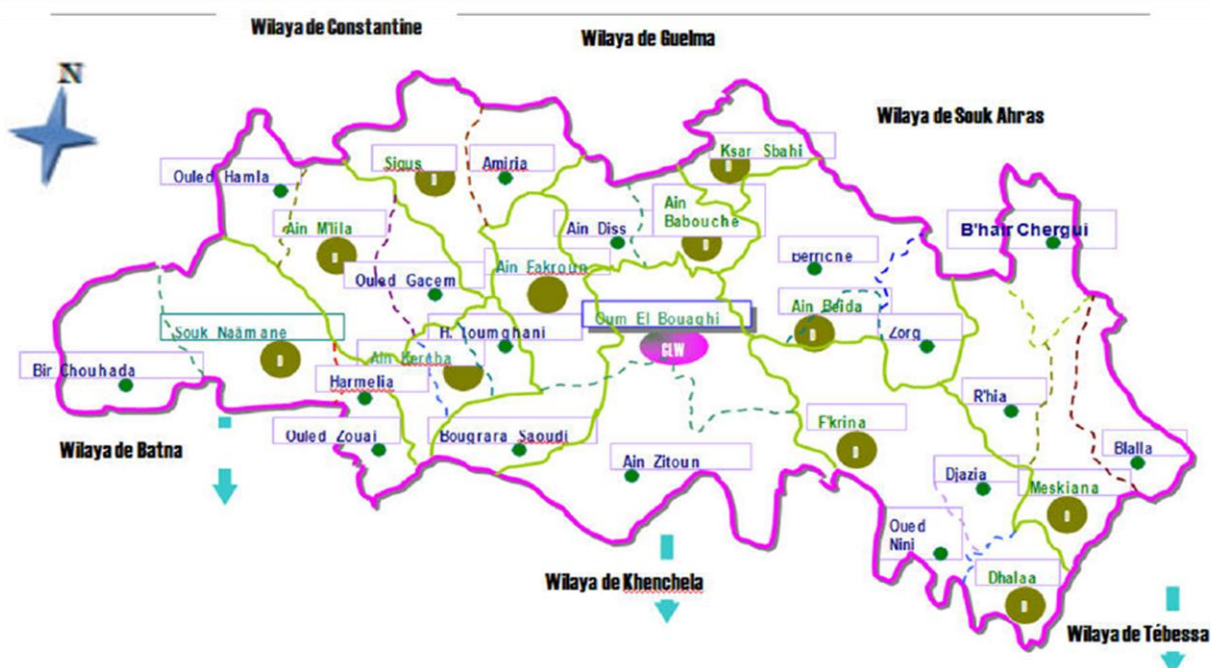 Wilaya de Constantine
Wilaya de Guelma
N
Wilaya de Souk Ahras
Ksar Sbahi
Sigus
Amiria
Ouled Hamla
Ain
Babouche
Ain M'lila
Ain Diss
B'hair Chergui
Berriche
Ain Fakroun
Ouled Gacem
Ain Beida
Oum El Bouaghi
Souk Naâmane
H. Toumghani
Zorg
CLW
Ain Kercha
Bir Chouhada
Harmelia
R'hia
F'krina
Ouled Zouai
Bougrara Saoudi
Wilaya de Batna
Blalla
Ain Zitoun
Djazia
Meskiana
Oued
Nini
Dhalaa
Wilaya de Khenchela
Wilaya de Tébessa